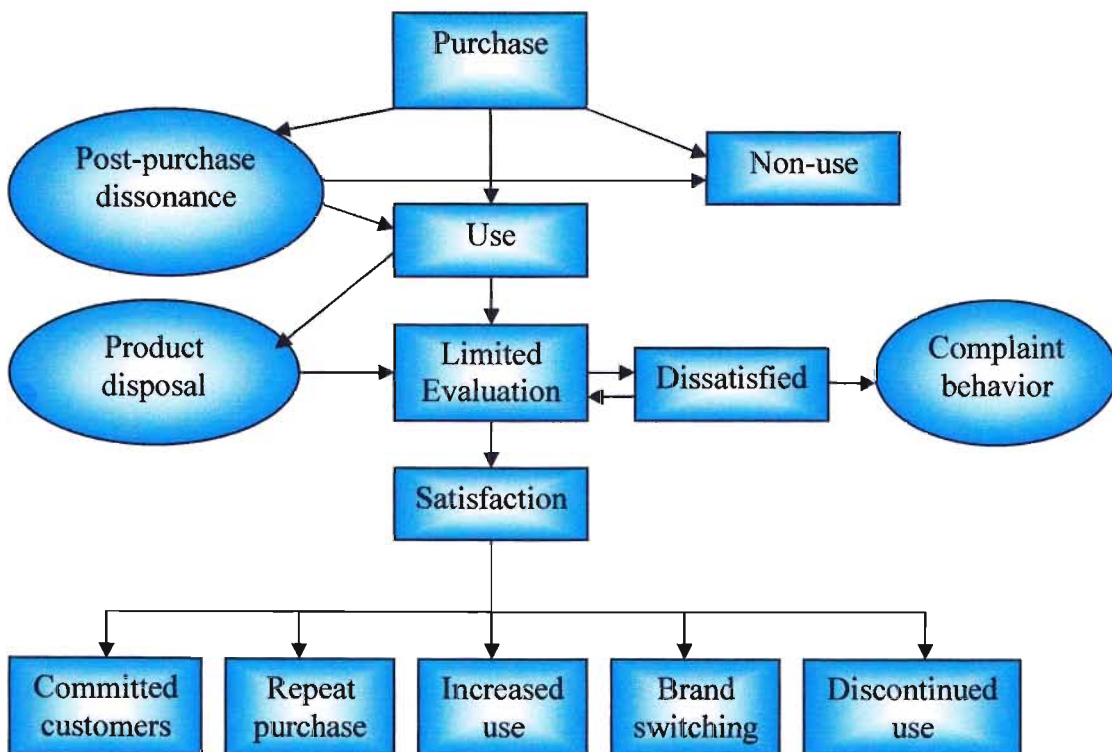 Purchase
Post-purchase
dissonance
Non-use
Use
Product
disposal
Limited
Evaluation
Dissatisfied
Complaint
behavior
Satisfaction
Committed
customers
Repeat
purchase
Increased
use
Brand
switching
Discontinued
use